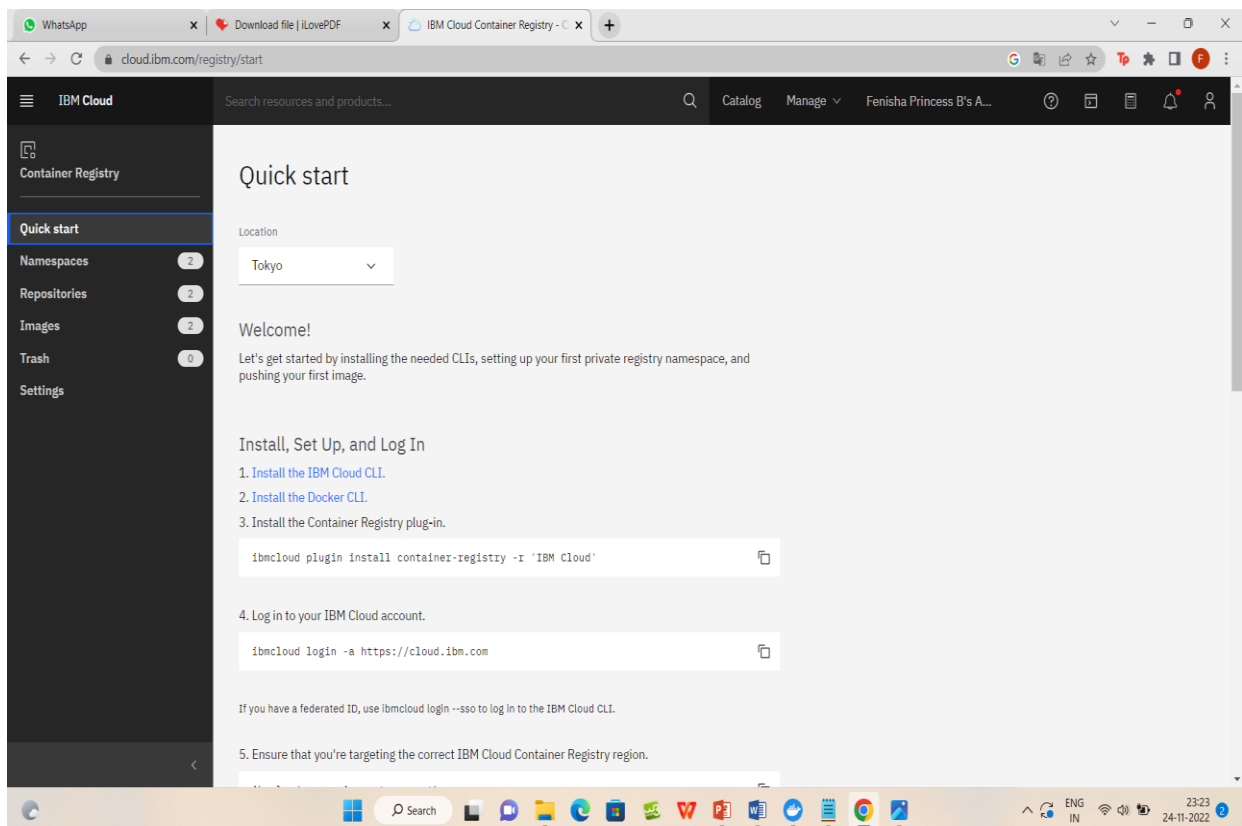 WhatsApp
Download file | iLovePDF
IBM Cloud Container Registry - C
cloud.ibm.com/registry/start
IBM Cloud
Search resources and products...
Catalog
Manage
Fenisha Princess B's A...
Container Registry
Quick start
Namespaces 2
Repositories 2
Images 2
Trash 0
Settings
Quick start
Location
Tokyo
Welcome!
Let's get started by installing the needed CLIs, setting up your first private registry namespace, and
pushing your first image.
Install, Set Up, and Log In
1. Install the IBM Cloud CLI.
2. Install the Docker CLI.
3. Install the Container Registry plug-in.
ibmcloud plugin install container-registry -r 'IBM Cloud'
4. Log in to your IBM Cloud account.
ibmcloud login -a https://cloud.ibm.com
If you have a federated ID, use ibmcloud login --sso to log in to the IBM Cloud CLI.
5. Ensure that you're targeting the correct IBM Cloud Container Registry region.
Search
ENG
IN
23:23
24-11-2022
2